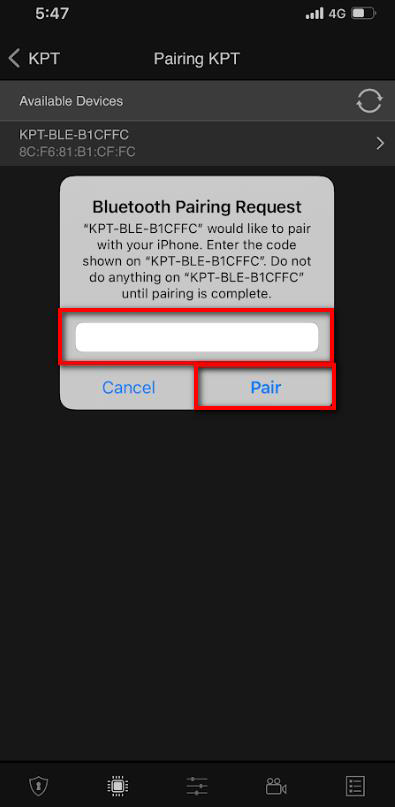 5:47 4G
KPT Pairing KPT
Available Devices
KPT-BLE-B1CFFC
8C:F6:81:B1:CF:FC
Bluetooth Pairing Request
“KPT-BLE-B1CFFC” would like to pair
with your iPhone. Enter the code
shown on “KPT-BLE-B1CFFC”. Do not
do anything on “KPT-BLE-B1CFFC”
until pairing is complete.
Cancel Pair